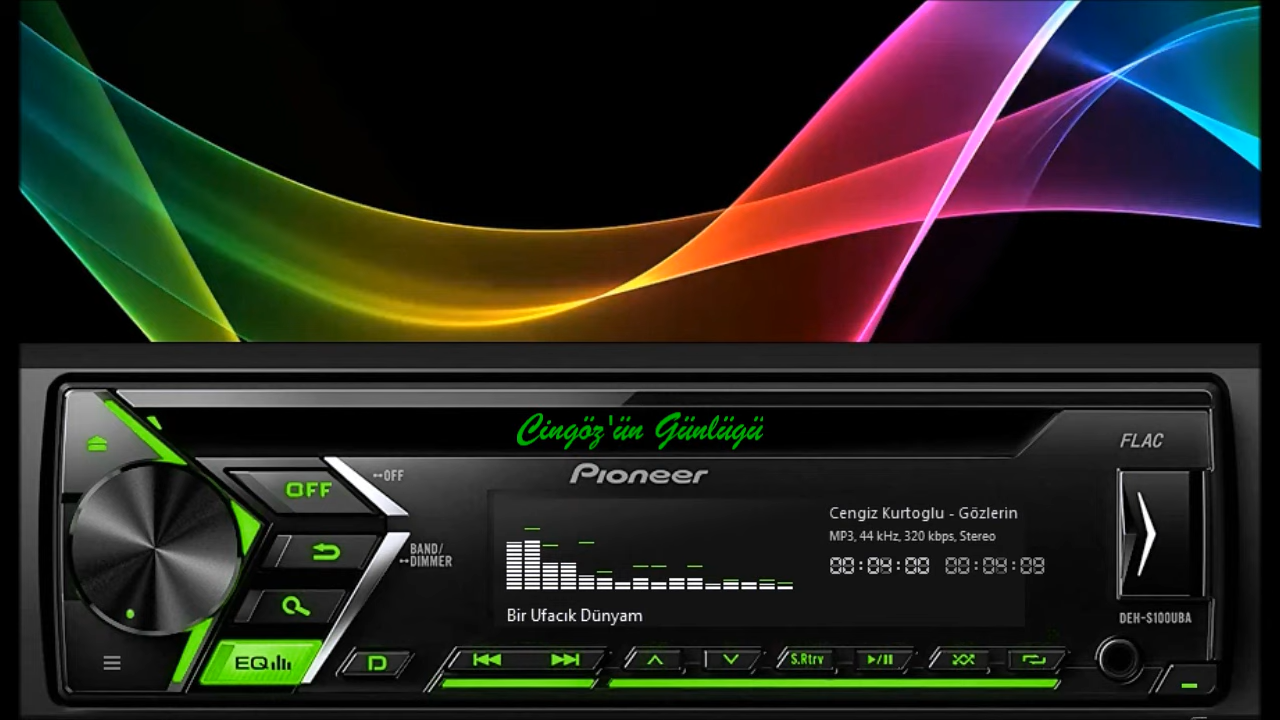 Cingöz'ün Günlügü
FLAC
Pioneer
OFF
OFF
Cengiz Kurtoglu - Gözlerin
MP3, 44 kHz, 320 kbps, Stereo
00:04:00 00:04:08
BAND/
DIMMER
Bir Ufacık Dünyam
DEH-S100UBA
EQ
D
S.Rtrv